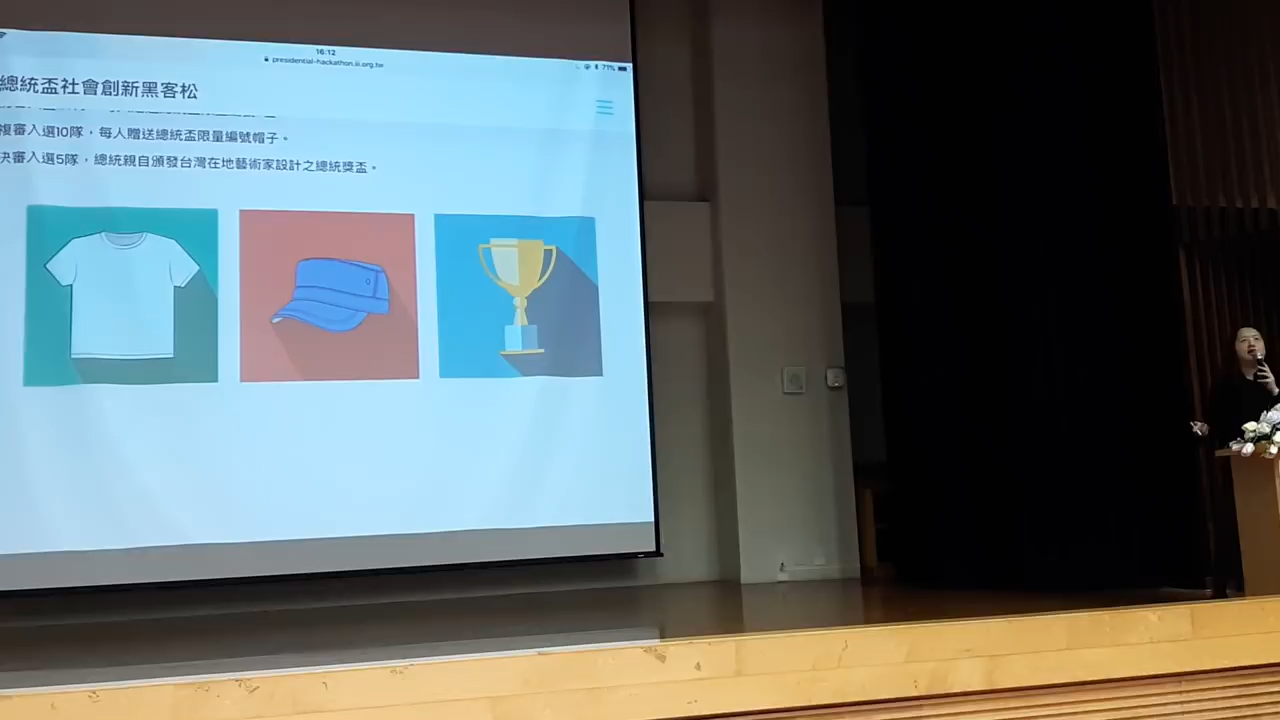 16:12
presidential-hackathon.iii.org.tw
71%
總統盃社會創新黑客松
複審入選10隊，每人贈送總統盃限量編號帽子。
決審入選5隊，總統親自頒發台灣在地藝術家設計之總統獎盃。